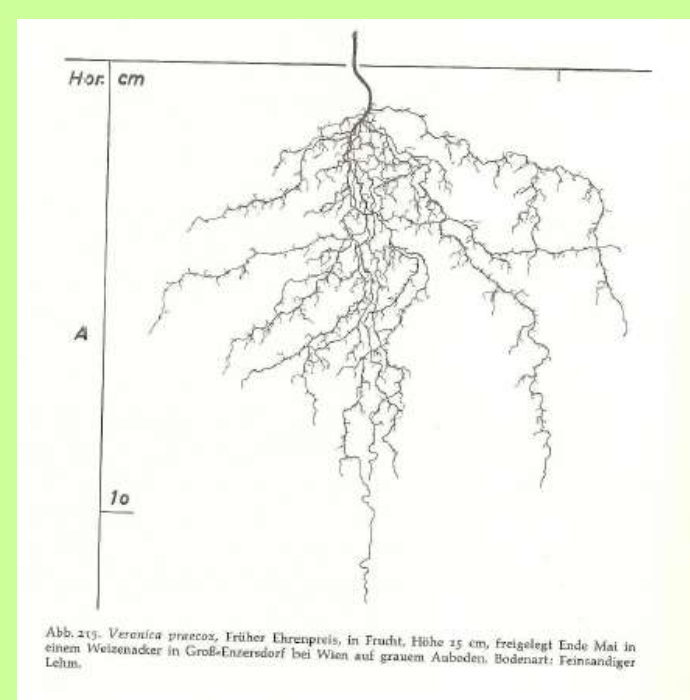 Hor. cm
A
10
Abb. 215. Veronica praecox, Früher Ehrenpreis, in Frucht, Höhe 15 cm, freigelegt Ende Mai in
einem Weizenacker in Groß-Enzersdorf bei Wien auf grauem Auboden. Bodenart: Feinsandiger
Lehm.